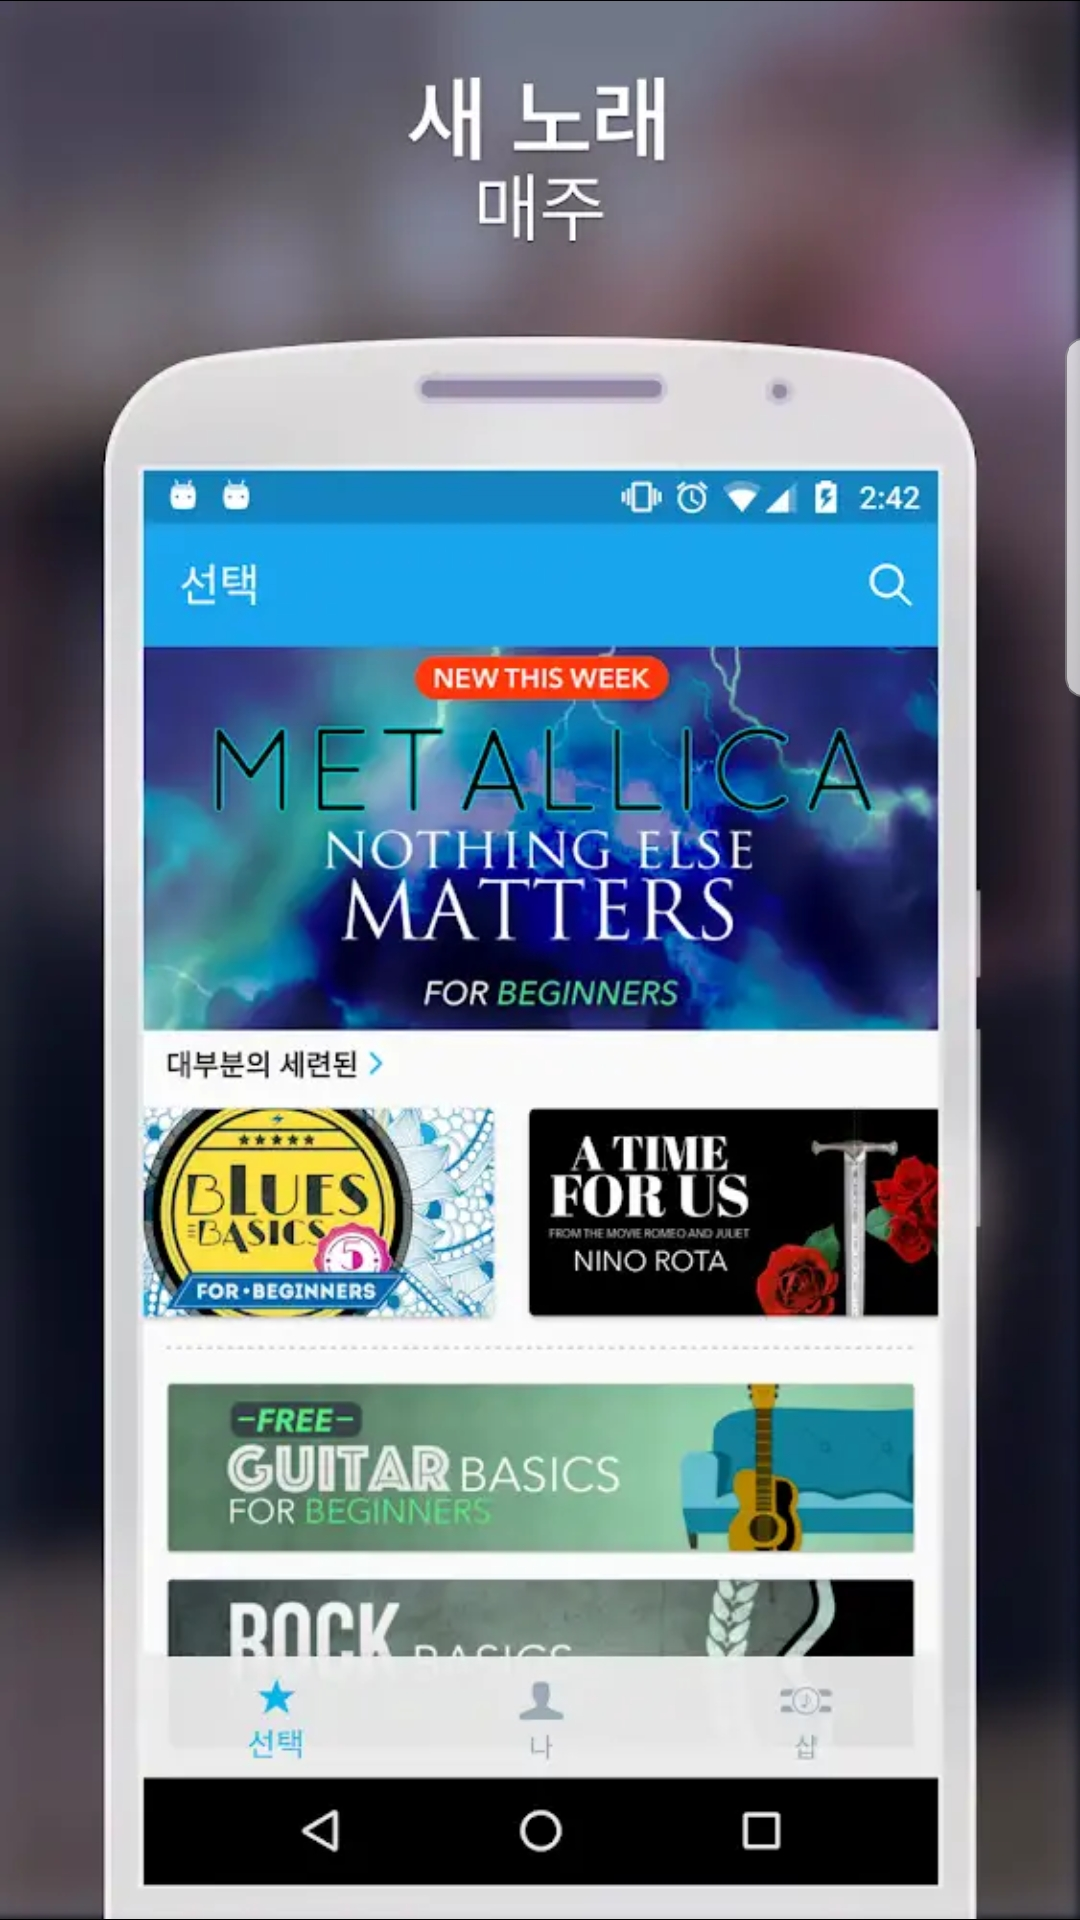 새 노래
매주
2:42
선택
NEW THIS WEEK
METALLICA
NOTHING ELSE
MATTERS
FOR BEGINNERS
대부분의 세련된 >
BLUES
BASICS
5
FOR•BEGINNERS
A TIME
FOR US
FROM THE MOVIE ROMEO AND JULIET
NINO ROTA
-FREE-
GUITAR BASICS
FOR BEGINNERS
ROCK BASICS
선택
나
샵